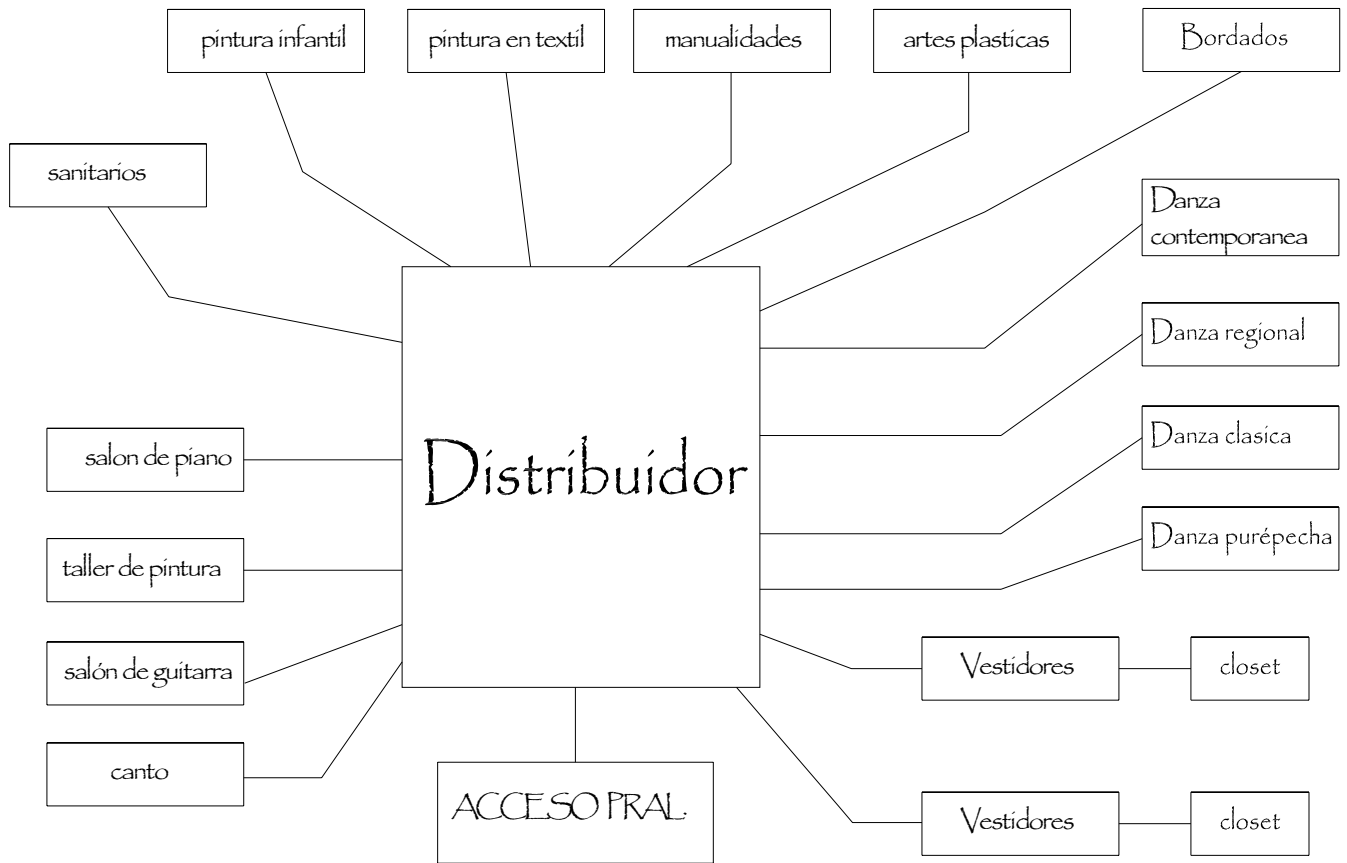 pintura infantil
pintura en textil
manualidades
artes plasticas
Bordados
sanitarios
Danza
contemporanea
Danza regional
Danza clasica
Danza purépecha
Distribuidor
salon de piano
taller de pintura
salón de guitarra
canto
Vestidores
closet
ACCESO PRAL.
Vestidores
closet